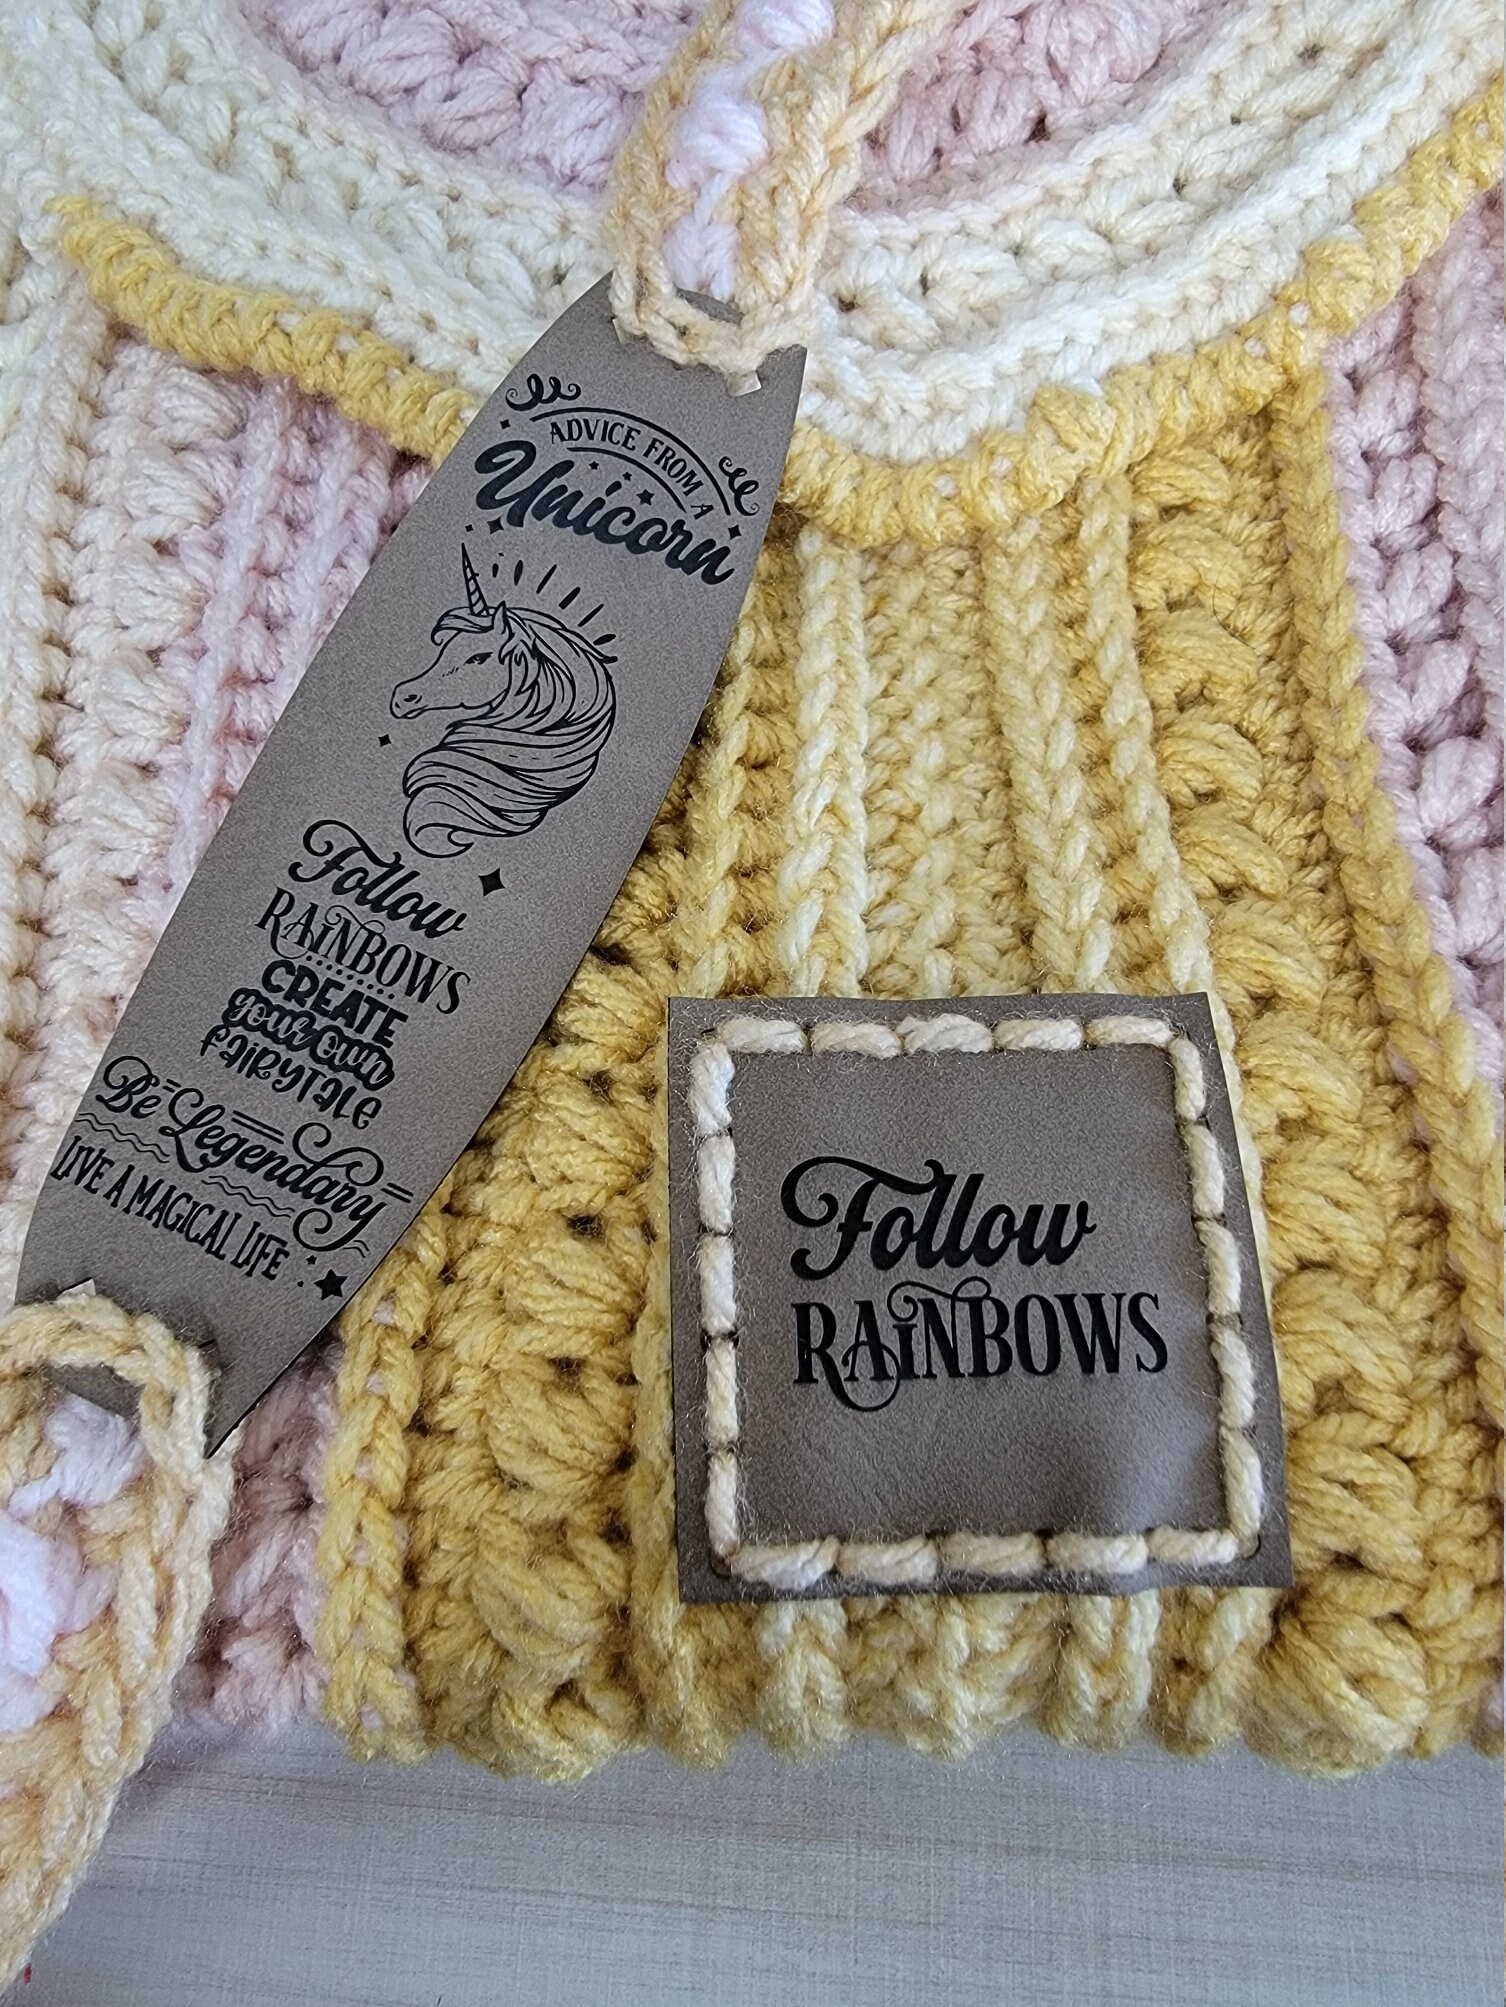 ADVICE FROM A
Unicorn
Follow
RAiNBOWS
CREATE
your own
fairytale
Be Legendary
LIVE A MAGICAL LIFE
Follow
RAiNBOWS